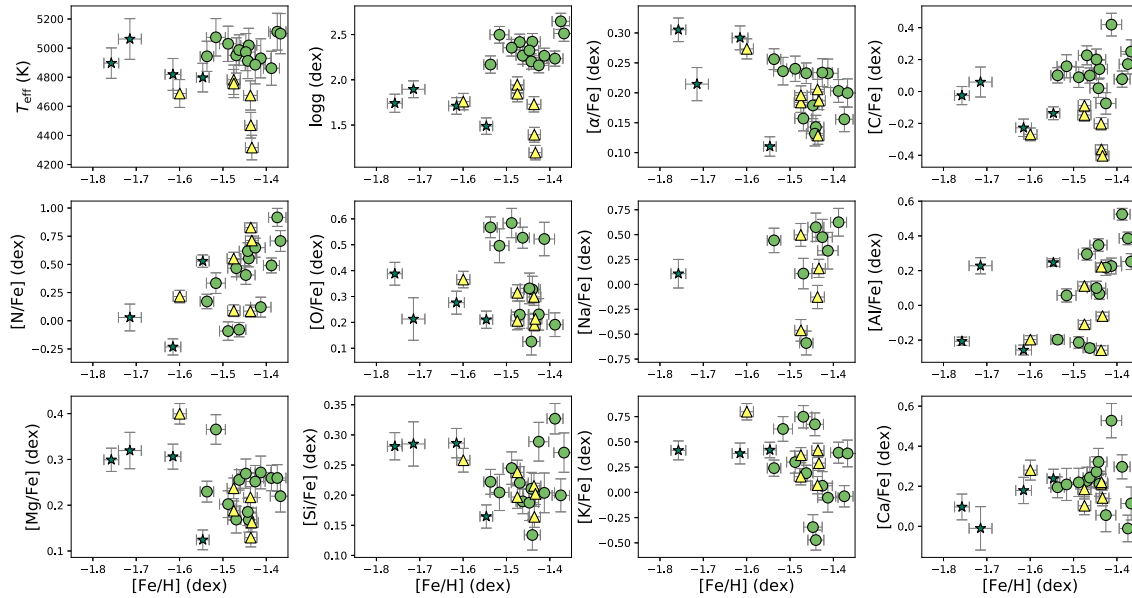 5200
5000
4800
4600
4400
4200
T_eff (K)
−1.8 −1.7 −1.6 −1.5 −1.4
2.5
2.0
1.5
logg (dex)
−1.8 −1.7 −1.6 −1.5 −1.4
0.30
0.25
0.20
0.15
0.10
[α/Fe] (dex)
−1.8 −1.7 −1.6 −1.5 −1.4
0.4
0.2
0.0
−0.2
−0.4
[C/Fe] (dex)
−1.8 −1.7 −1.6 −1.5 −1.4
1.00
0.75
0.50
0.25
0.00
−0.25
[N/Fe] (dex)
−1.8 −1.7 −1.6 −1.5 −1.4
0.6
0.5
0.4
0.3
0.2
0.1
[O/Fe] (dex)
−1.8 −1.7 −1.6 −1.5 −1.4
0.75
0.50
0.25
0.00
−0.25
−0.50
−0.75
[Na/Fe] (dex)
−1.8 −1.7 −1.6 −1.5 −1.4
0.6
0.4
0.2
0.0
−0.2
[Al/Fe] (dex)
−1.8 −1.7 −1.6 −1.5 −1.4
0.4
0.3
0.2
0.1
[Mg/Fe] (dex)
−1.8 −1.7 −1.6 −1.5 −1.4
[Fe/H] (dex)
0.35
0.30
0.25
0.20
0.15
0.10
[Si/Fe] (dex)
−1.8 −1.7 −1.6 −1.5 −1.4
[Fe/H] (dex)
0.75
0.50
0.25
0.00
−0.25
−0.50
[K/Fe] (dex)
−1.8 −1.7 −1.6 −1.5 −1.4
[Fe/H] (dex)
0.6
0.4
0.2
0.0
[Ca/Fe] (dex)
−1.8 −1.7 −1.6 −1.5 −1.4
[Fe/H] (dex)